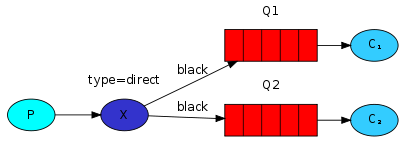 Q1
C₁
black
type=direct
Q2
black
P
X
C₂